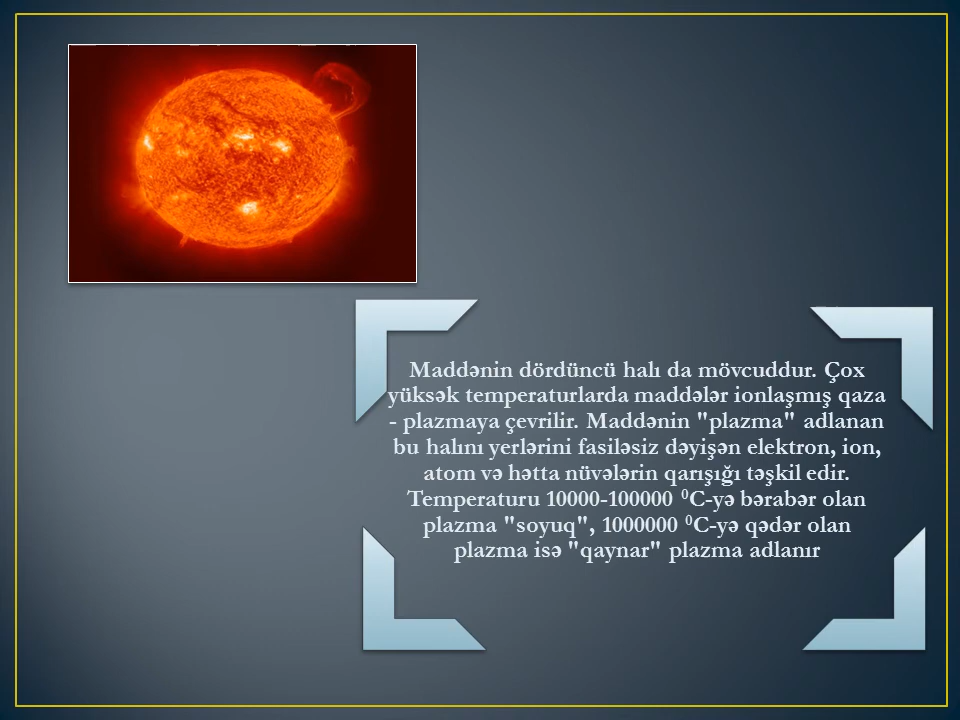 Maddənin dördüncü halı da mövcuddur. Çox
yüksək temperaturlarda maddələr ionlaşmış qaza
- plazmaya çevrilir. Maddənin "plazma" adlanan
bu halını yerlərini fasiləsiz dəyişən elektron, ion,
atom və hətta nüvələrin qarışığı təşkil edir.
Temperaturu 10000-100000 ⁰C-yə bərabər olan
plazma "soyuq", 1000000 ⁰C-yə qədər olan
plazma isə "qaynar" plazma adlanır